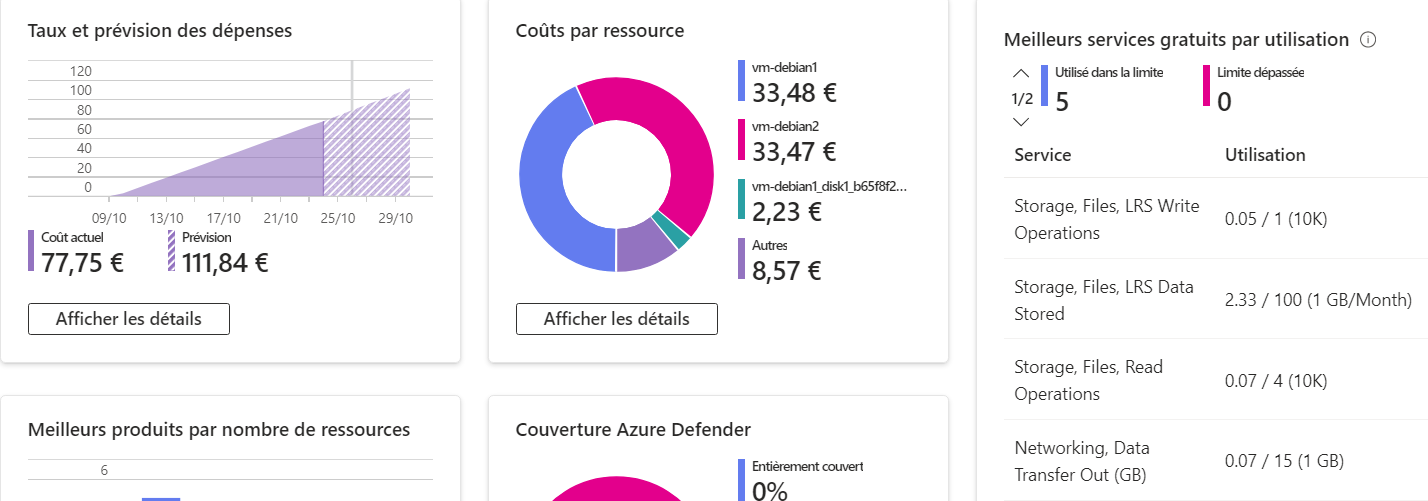 Taux et prévision des dépenses
120
100
80
60
40
20
0
09/10 13/10 17/10 21/10 25/10 29/10
Coût actuel
77,75 €
Prévision
111,84 €
Afficher les détails
Coûts par ressource
vm-debian1
33,48 €
vm-debian2
33,47 €
vm-debian1_disk1_b65f8f2...
2,23 €
Autres
8,57 €
Afficher les détails
Meilleurs services gratuits par utilisation
1/2
Utilisé dans la limite
5
Limite dépassée
0
Service Utilisation
Storage, Files, LRS Write
Operations
0.05 / 1 (10K)
Storage, Files, LRS Data
Stored
2.33 / 100 (1 GB/Month)
Storage, Files, Read
Operations
0.07 / 4 (10K)
Networking, Data
Transfer Out (GB)
0.07 / 15 (1 GB)
Meilleurs produits par nombre de ressources
6
Couverture Azure Defender
Entièrement couvert
0%